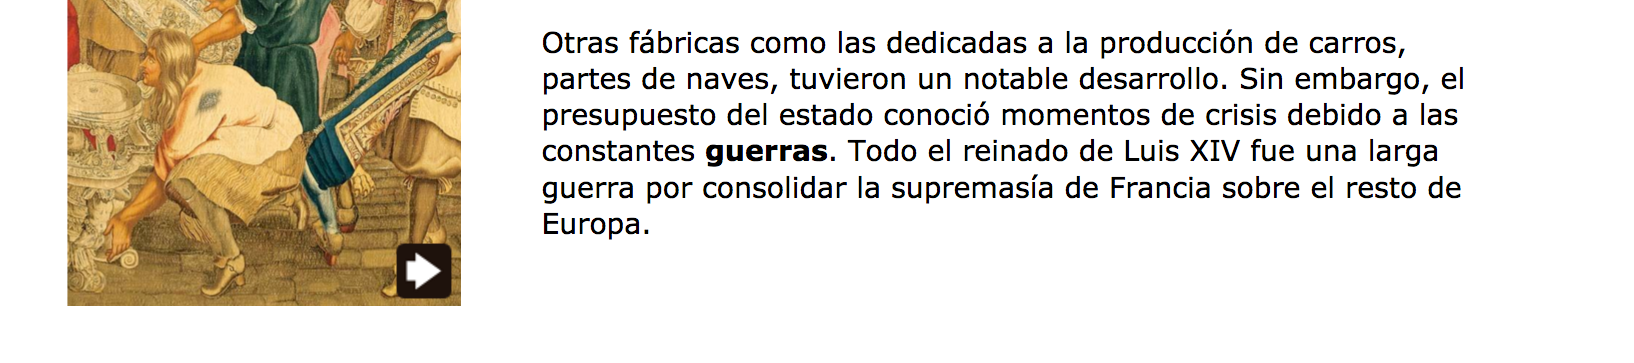 Otras fábricas como las dedicadas a la producción de carros,
partes de naves, tuvieron un notable desarrollo. Sin embargo, el
presupuesto del estado conoció momentos de crisis debido a las
constantes guerras. Todo el reinado de Luis XIV fue una larga
guerra por consolidar la supremasía de Francia sobre el resto de
Europa.